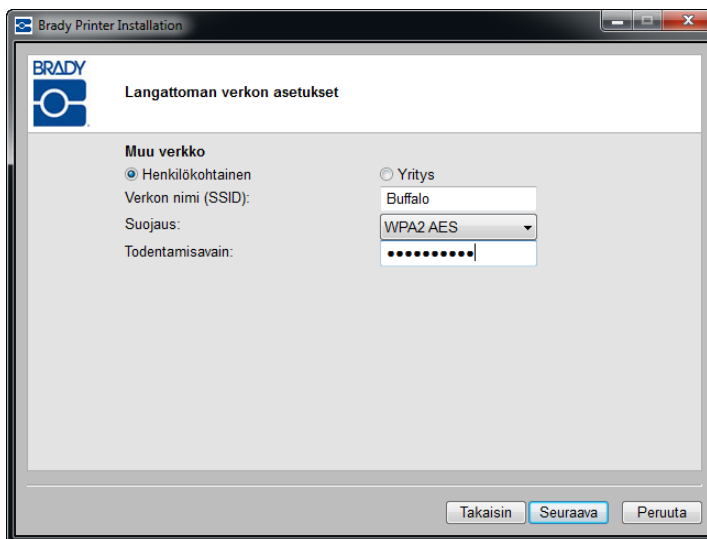 Brady Printer Installation
BRADY
Langattoman verkon asetukset
Muu verkko
Henkilökohtainen Yritys
Verkon nimi (SSID): Buffalo
Suojaus: WPA2 AES
Todentamisavain: ●●●●●●●●●●
Takaisin Seuraava Peruuta